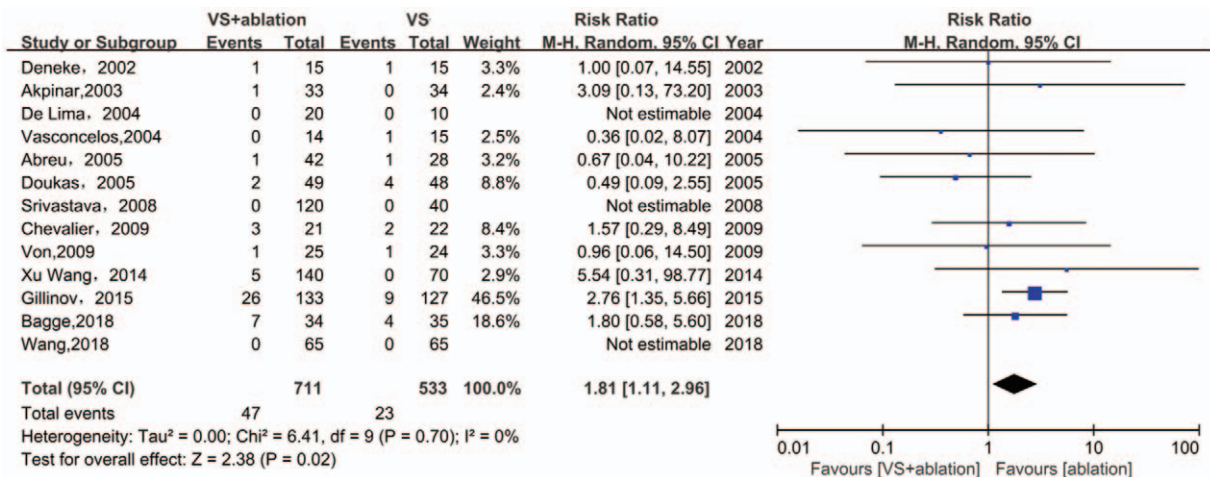 VS+ablation VS Risk Ratio Risk Ratio
Study or Subgroup Events Total Events Total Weight M-H, Random, 95% CI Year M-H, Random, 95% CI
Deneke，2002 1 15 1 15 3.3% 1.00 [0.07, 14.55] 2002
Akpinar,2003 1 33 0 34 2.4% 3.09 [0.13, 73.20] 2003
De Lima，2004 0 20 0 10 Not estimable 2004
Vasconcelos,2004 0 14 1 15 2.5% 0.36 [0.02, 8.07] 2004
Abreu，2005 1 42 1 28 3.2% 0.67 [0.04, 10.22] 2005
Doukas，2005 2 49 4 48 8.8% 0.49 [0.09, 2.55] 2005
Srivastava，2008 0 120 0 40 Not estimable 2008
Chevalier，2009 3 21 2 22 8.4% 1.57 [0.29, 8.49] 2009
Von,2009 1 25 1 24 3.3% 0.96 [0.06, 14.50] 2009
Xu Wang，2014 5 140 0 70 2.9% 5.54 [0.31, 98.77] 2014
Gillinov，2015 26 133 9 127 46.5% 2.76 [1.35, 5.66] 2015
Bagge,2018 7 34 4 35 18.6% 1.80 [0.58, 5.60] 2018
Wang,2018 0 65 0 65 Not estimable 2018
Total (95% CI) 711 533 100.0% 1.81 [1.11, 2.96]
Total events 47 23
Heterogeneity: Tau² = 0.00; Chi² = 6.41, df = 9 (P = 0.70); I² = 0%
Test for overall effect: Z = 2.38 (P = 0.02)
0.01 0.1 1 10 100
Favours [VS+ablation] Favours [ablation]